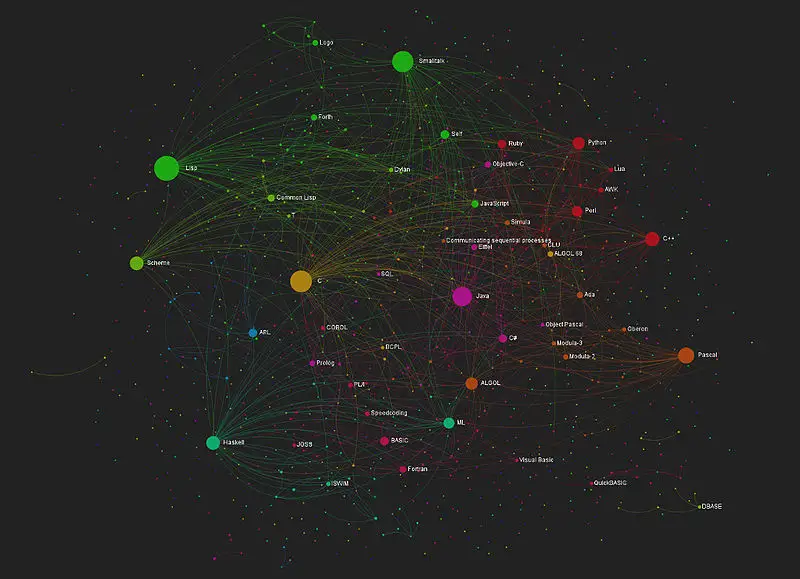 Logo
Smalltalk
Forth
Self
Ruby
Python
Objective-C
Lisp
Dylan
Lua
AWK
Common Lisp
JavaScript
Perl
T
Simula
Communicating sequential processes
C++
Eiffel
CLU
ALGOL 68
Scheme
SQL
C
Java
Ada
Object Pascal
COBOL
Oberon
APL
C#
Modula-3
BCPL
Modula-2
Pascal
Prolog
PL/I
ALGOL
Speedcoding
ML
Haskell
JOSS
BASIC
Visual Basic
Fortran
ISWIM
QuickBASIC
DBASE